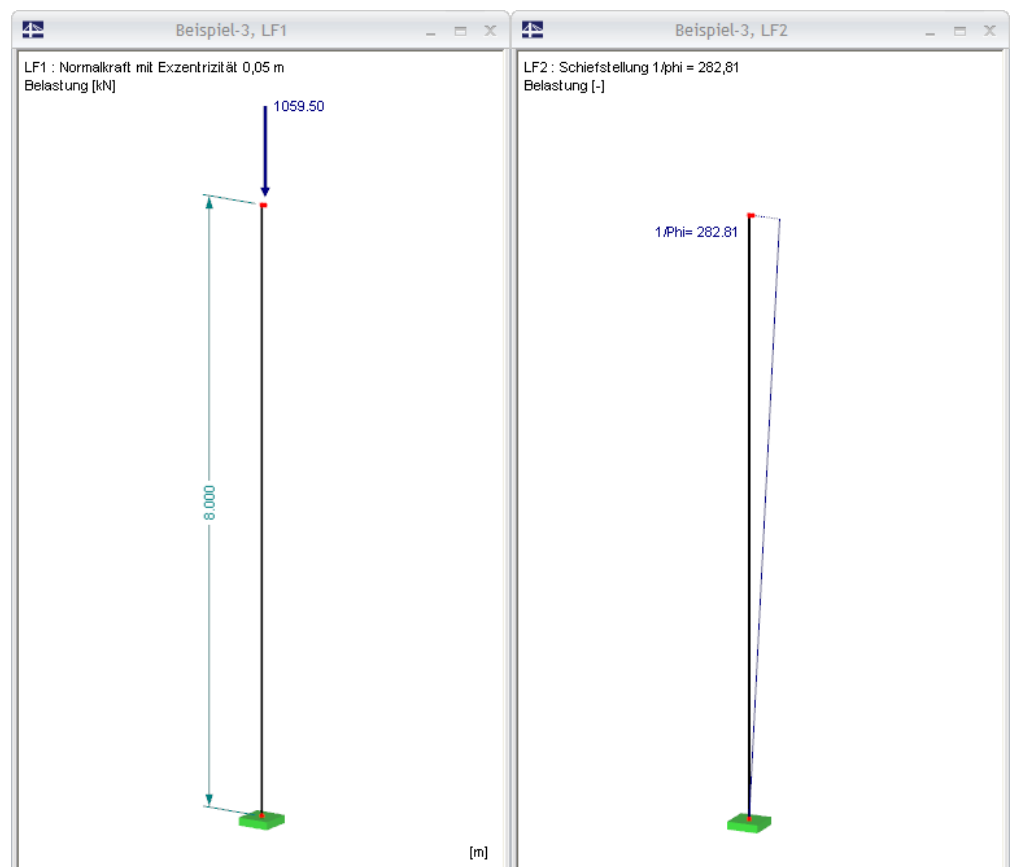 Beispiel-3, LF1
LF1 : Normalkraft mit Exzentrizität 0,05 m
Belastung [kN]
1059.50
8.000
[m]
Beispiel-3, LF2
LF2 : Schiefstellung 1/phi = 282,81
Belastung [-]
1/Phi= 282.81